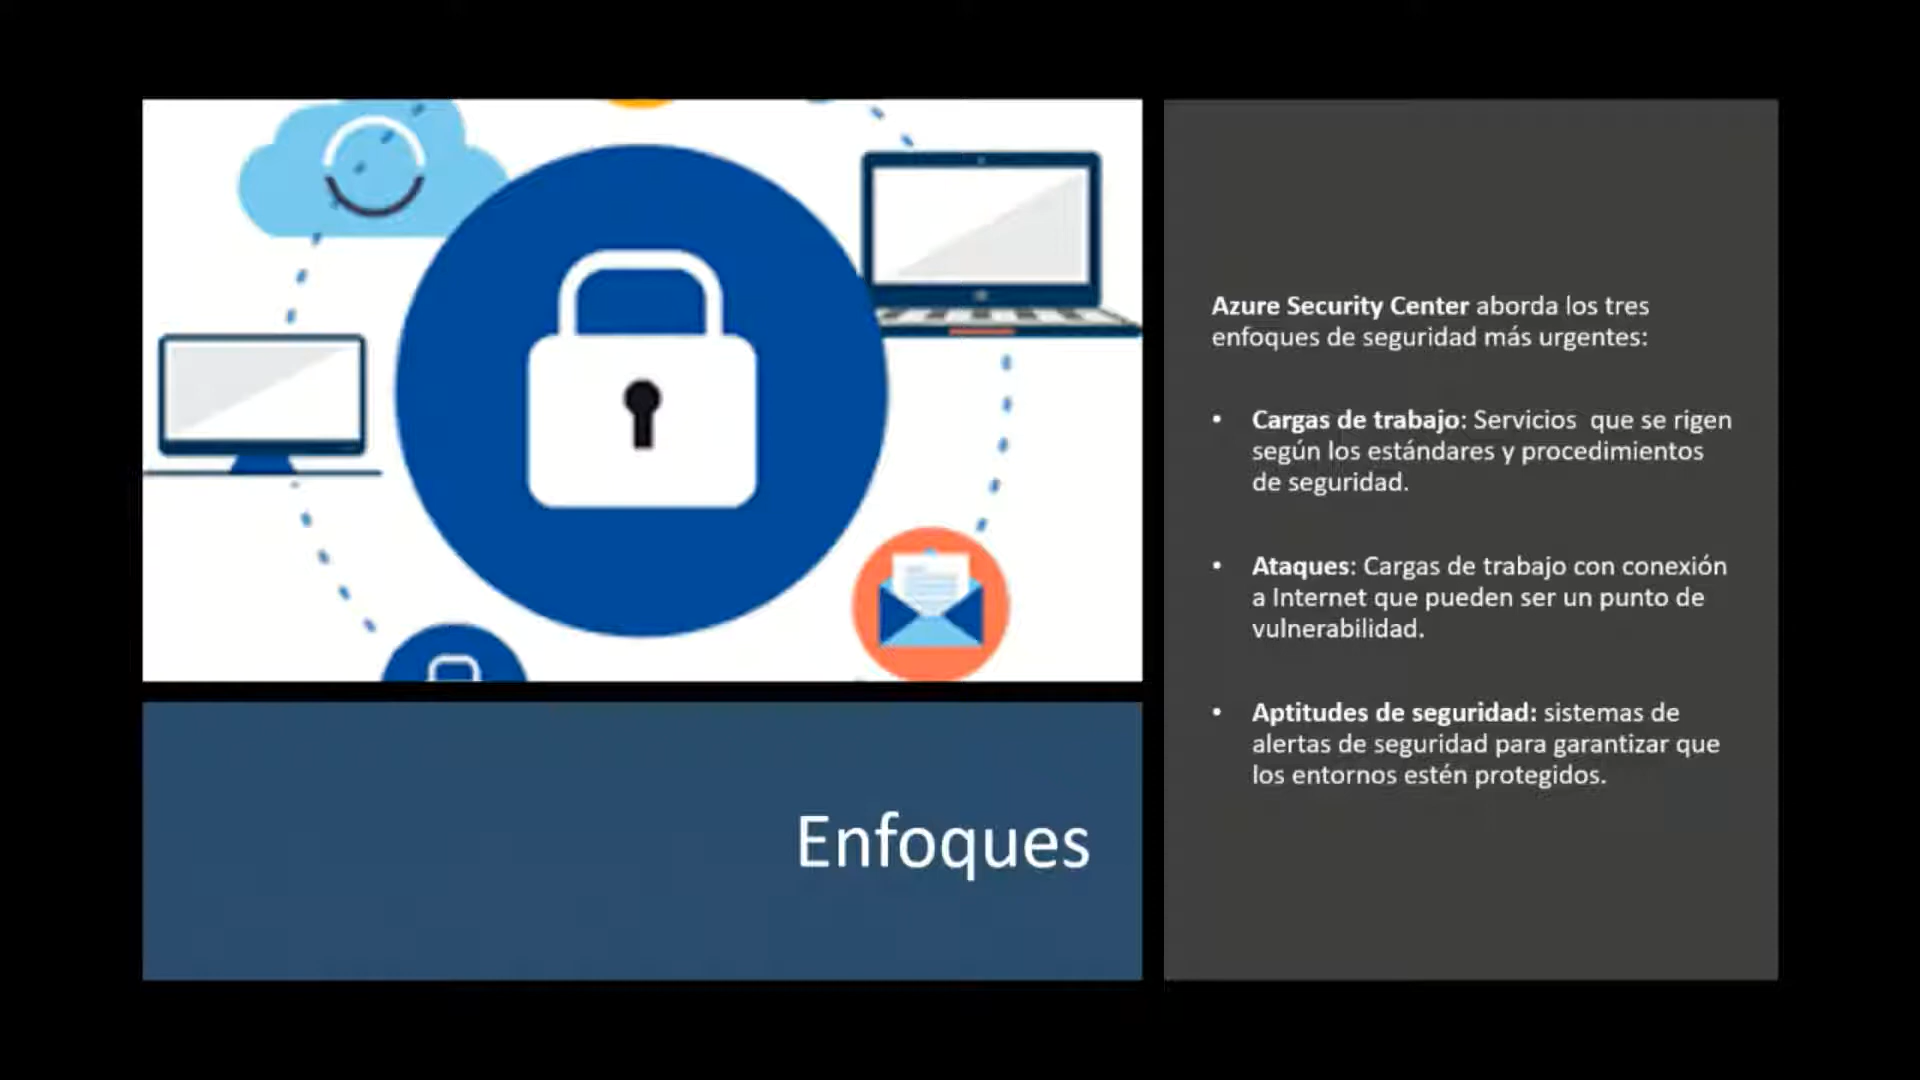 Enfoques
Azure Security Center aborda los tres
enfoques de seguridad más urgentes:
• Cargas de trabajo: Servicios  que se rigen
según los estándares y procedimientos
de seguridad.
• Ataques: Cargas de trabajo con conexión
a Internet que pueden ser un punto de
vulnerabilidad.
• Aptitudes de seguridad: sistemas de
alertas de seguridad para garantizar que
los entornos estén protegidos.